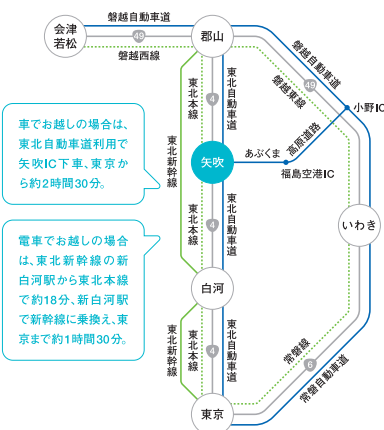 磐越自動車道
会津
若松
49
郡山
磐越西線
磐越自動車道
磐越東線
49
東北本線
4
東北自動車道
小野IC
車でお越しの場合は、
東北自動車道利用で
矢吹IC下車、東京か
ら約2時間30分。
東北新幹線
矢吹
あぶくま
高原道路
福島空港IC
いわき
電車でお越しの場合
は、東北新幹線の新
白河駅から東北本線
で約18分、新白河駅
で新幹線に乗換え、東
京まで約1時間30分。
東北本線
4
東北自動車道
白河
東北新幹線
東北本線
4
東北自動車道
常磐線
6
常磐自動車道
東京